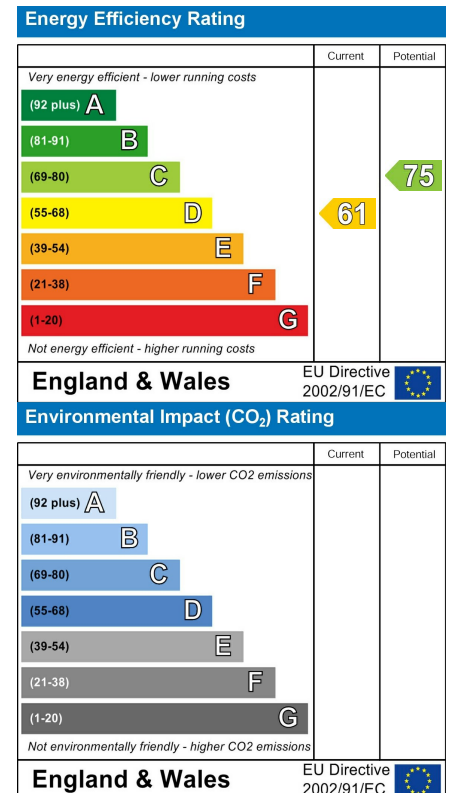 Energy Efficiency Rating
Current Potential
Very energy efficient - lower running costs
(92 plus) A
(81-91) B
(69-80) C 75
(55-68) D 61
(39-54) E
(21-38) F
(1-20) G
Not energy efficient - higher running costs
England & Wales EU Directive
2002/91/EC
Environmental Impact (CO₂) Rating
Current Potential
Very environmentally friendly - lower CO2 emissions
(92 plus) A
(81-91) B
(69-80) C
(55-68) D
(39-54) E
(21-38) F
(1-20) G
Not environmentally friendly - higher CO2 emissions
England & Wales EU Directive
2002/91/EC